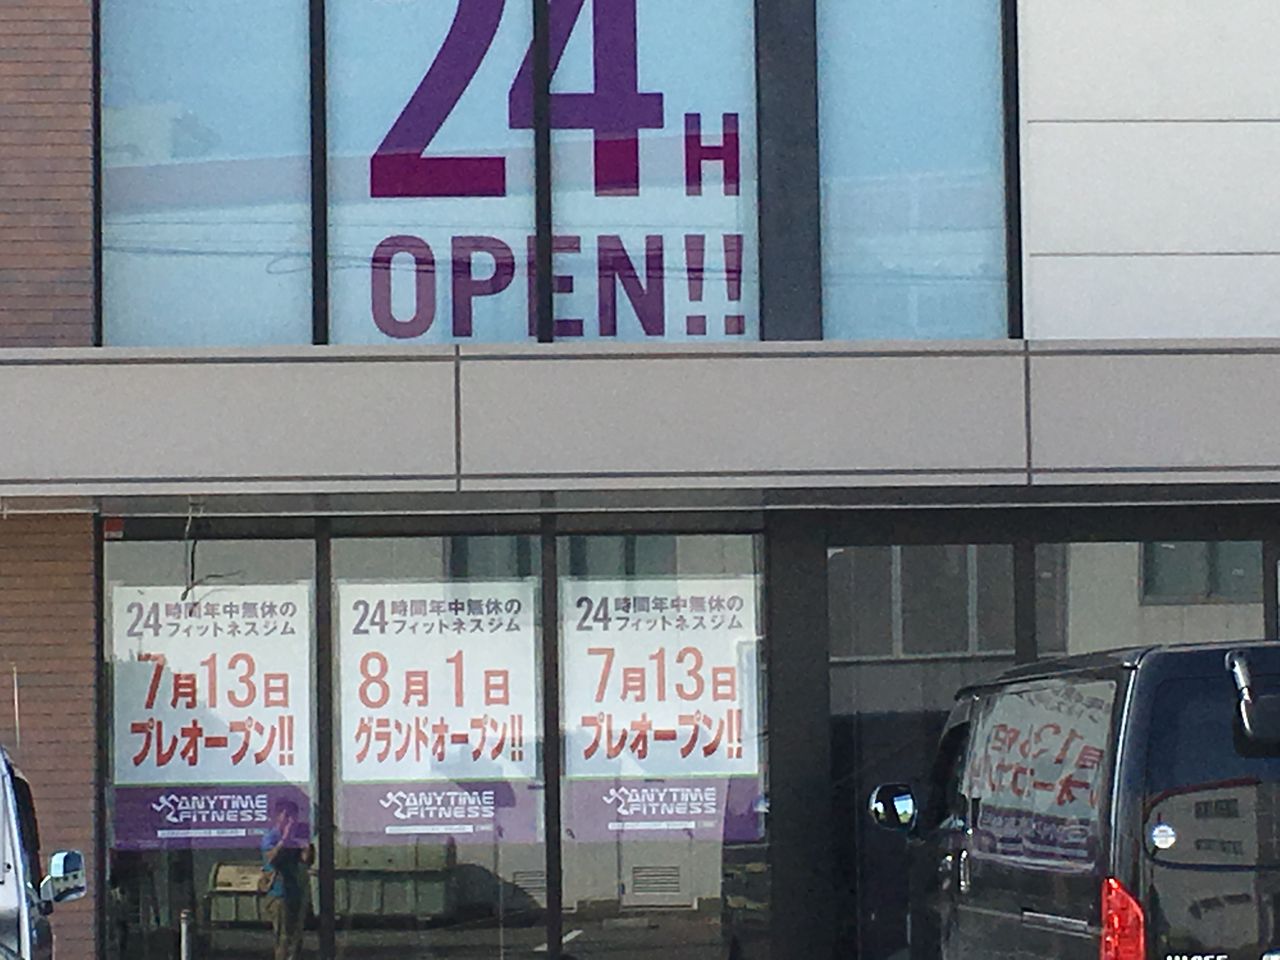 24H
OPEN!!
24時間年中無休の
フィットネスジム
7月13日
プレオープン!!
ANYTIME
FITNESS
24時間年中無休の
フィットネスジム
8月1日
グランドオープン!!
ANYTIME
FITNESS
24時間年中無休の
フィットネスジム
7月13日
プレオープン!!
ANYTIME
FITNESS